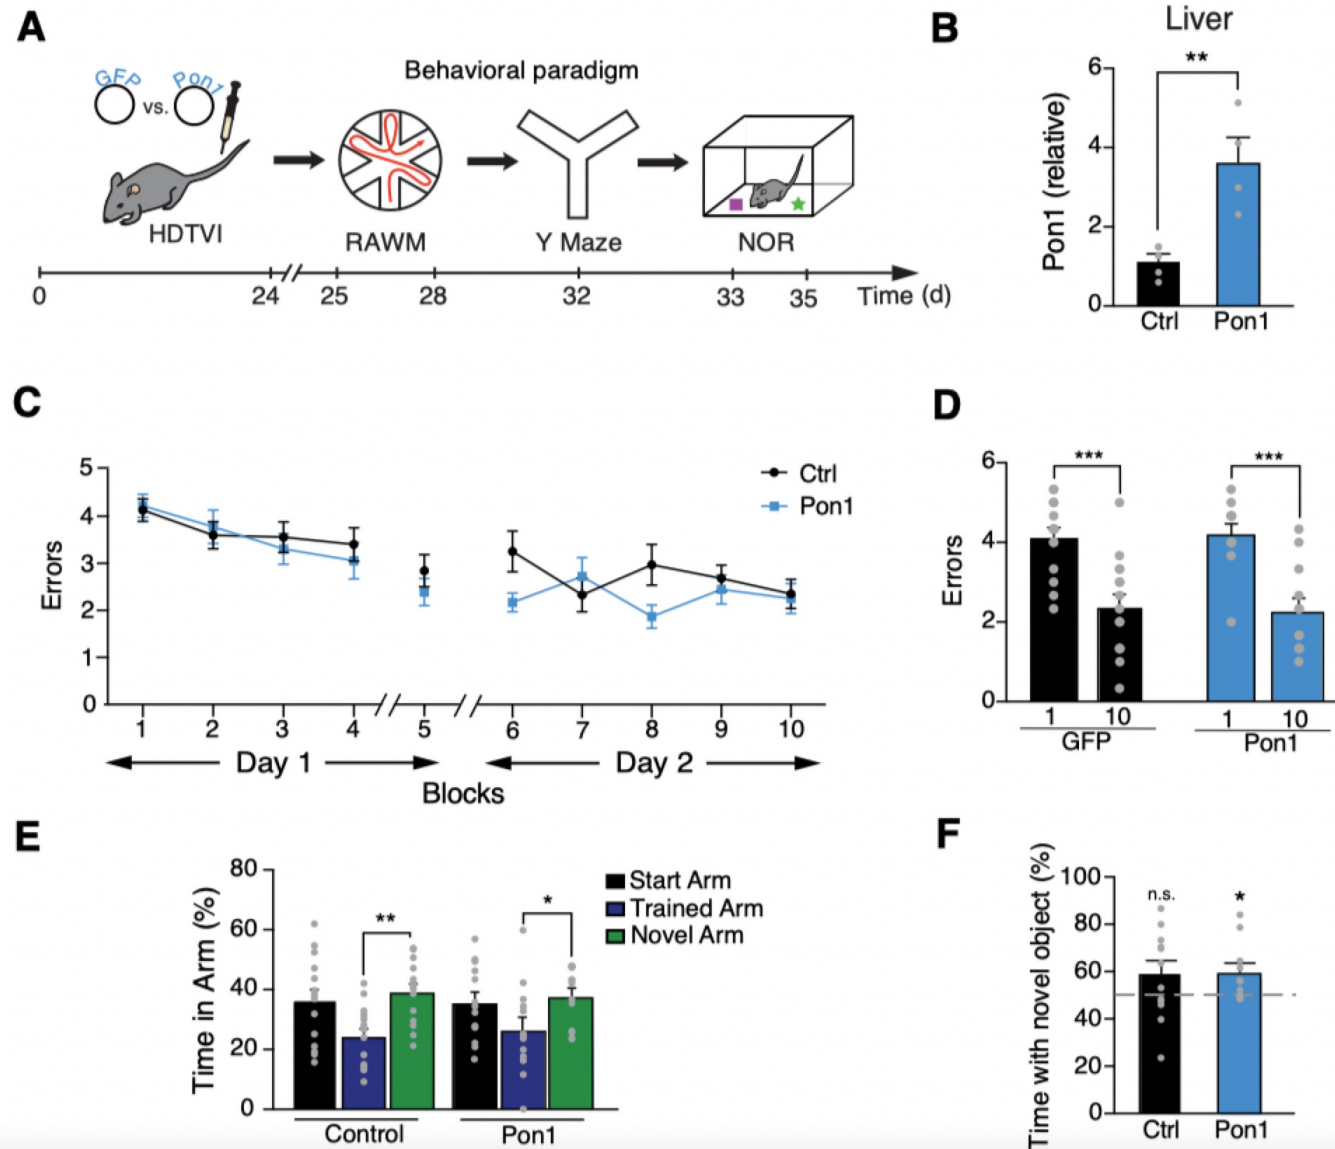 A
GFP vs. Pon1
HDTVI
Behavioral paradigm
RAWM
Y Maze
NOR
0 24 25 28 32 33 35 Time (d)
B
Liver
**
Pon1 (relative)
6
4
2
0
Ctrl Pon1
C
Errors
5
4
3
2
1
0
Ctrl
Pon1
1 2 3 4 5 6 7 8 9 10
Day 1 Day 2
Blocks
D
*** ***
Errors
6
4
2
0
1 10 1 10
GFP Pon1
E
Time in Arm (%)
80
60
40
20
0
** *
Start Arm
Trained Arm
Novel Arm
Control Pon1
F
Time with novel object (%)
100
80
60
40
20
0
n.s. *
Ctrl Pon1